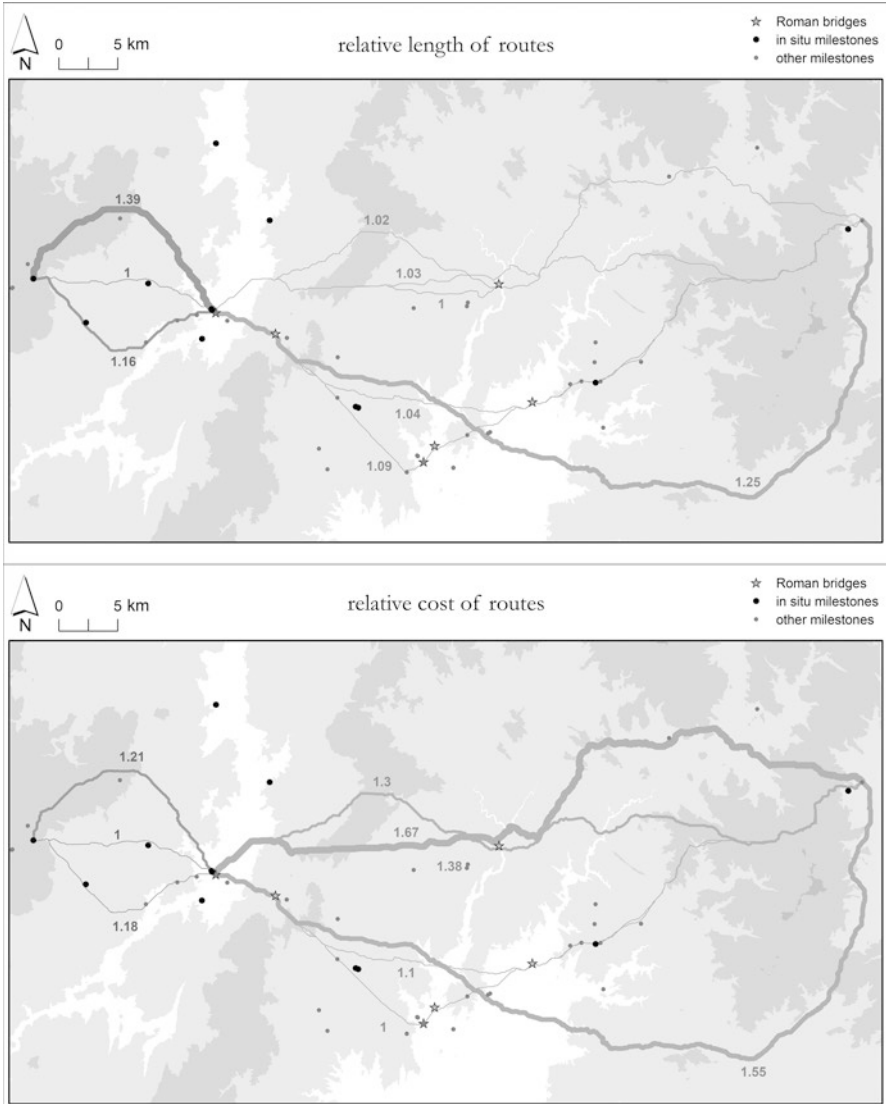 N
0 5 km
relative length of routes
Roman bridges
in situ milestones
other milestones
1.39
1.02
1
1.03
1
1.16
1.04
1.09
1.25
N
0 5 km
relative cost of routes
Roman bridges
in situ milestones
other milestones
1.21
1.3
1
1.67
1.38
1.18
1.1
1
1.55